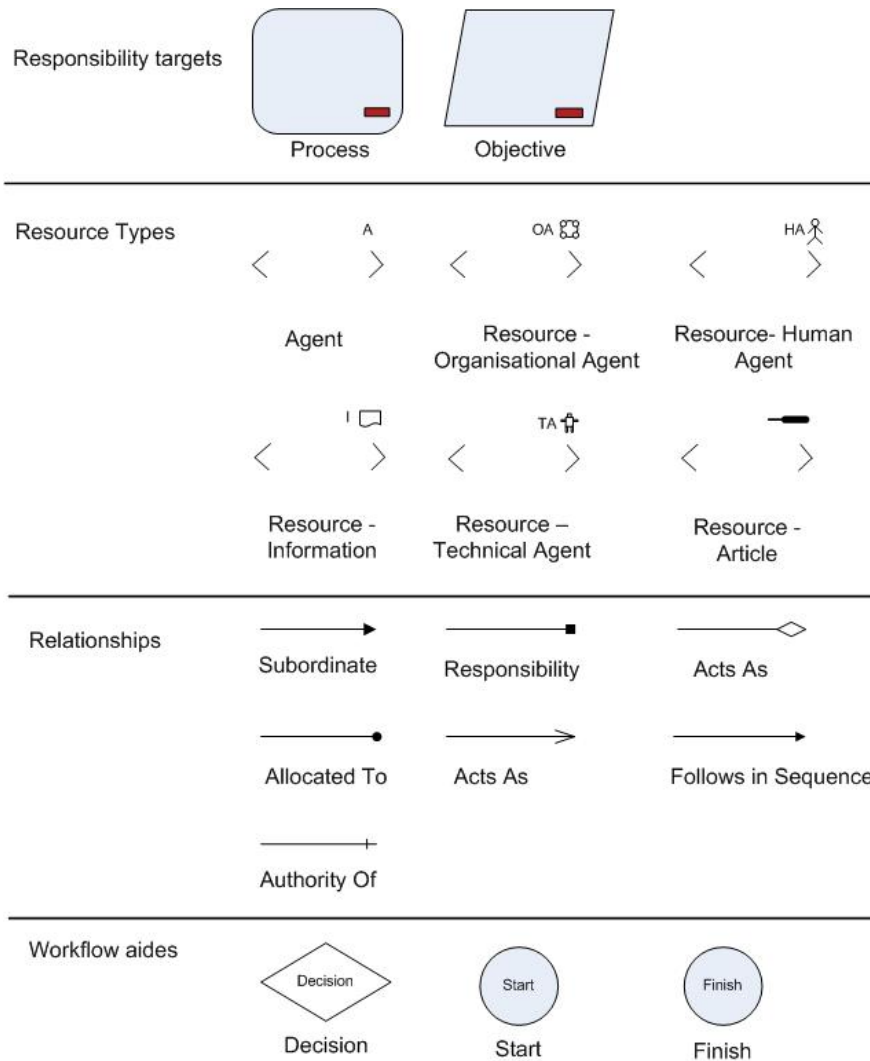 Responsibility targets
Process
Objective
Resource Types
A
OA
HA
Agent
Resource -
Organisational Agent
Resource- Human
Agent
I
TA
Resource -
Information
Resource –
Technical Agent
Resource -
Article
Relationships
Subordinate
Responsibility
Acts As
Allocated To
Acts As
Follows in Sequence
Authority Of
Workflow aides
Decision
Start
Finish
Decision
Start
Finish